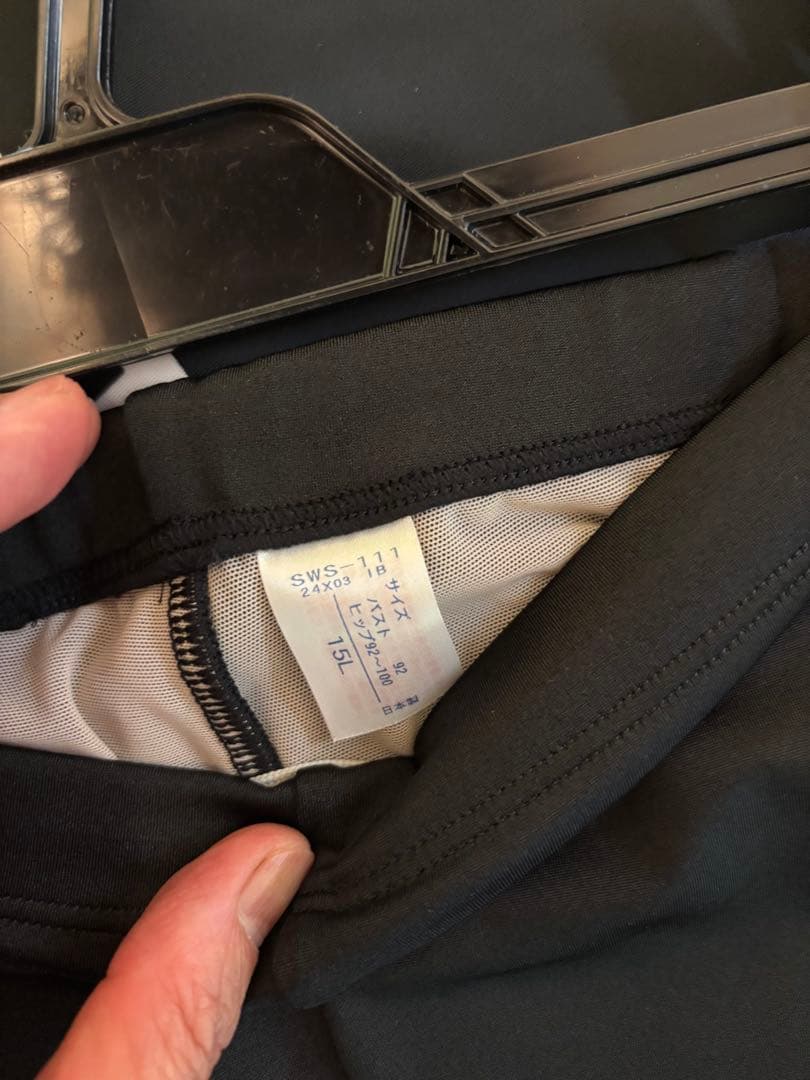 SWS-111
24X03 1B
サイズ
バスト 92
ヒップ92~100
15L
日本製